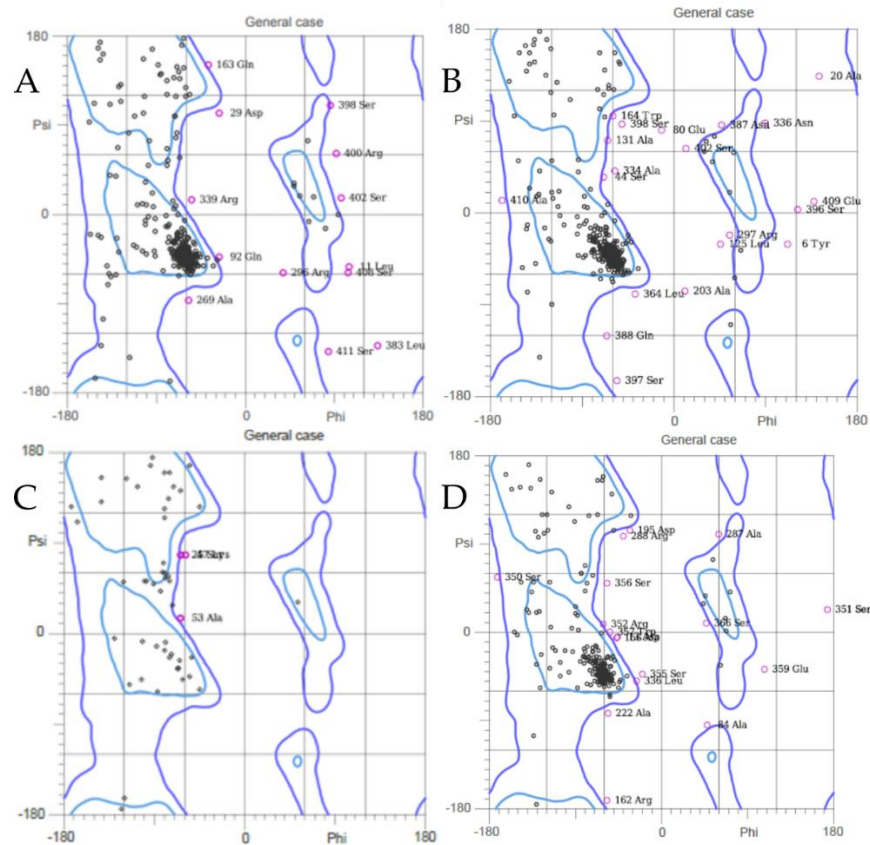 General case
A
180
163 Gln
29 Asp
398 Ser
Psi
400 Arg
402 Ser
339 Arg
0
92 Gln
11 Leu
296 Arg
408 Ser
269 Ala
383 Leu
411 Ser
-180
-180
0
Phi
180
General case
B
180
20 Ala
164 Trp
398 Ser
80 Glu
387 Asn
336 Asn
Psi
131 Ala
402 Ser
334 Ala
44 Ser
410 Ala
409 Glu
396 Ser
0
297 Arg
125 Leu
6 Tyr
203 Ala
364 Leu
388 Gln
397 Ser
-180
-180
0
Phi
180
General case
C
180
Psi
53 Ala
0
-180
-180
0
Phi
180
General case
D
180
195 Asp
288 Arg
287 Ala
Psi
350 Ser
356 Ser
351 Ser
352 Arg
366 Ser
0
355 Ser
359 Glu
336 Leu
222 Ala
84 Ala
162 Arg
-180
-180
0
Phi
180